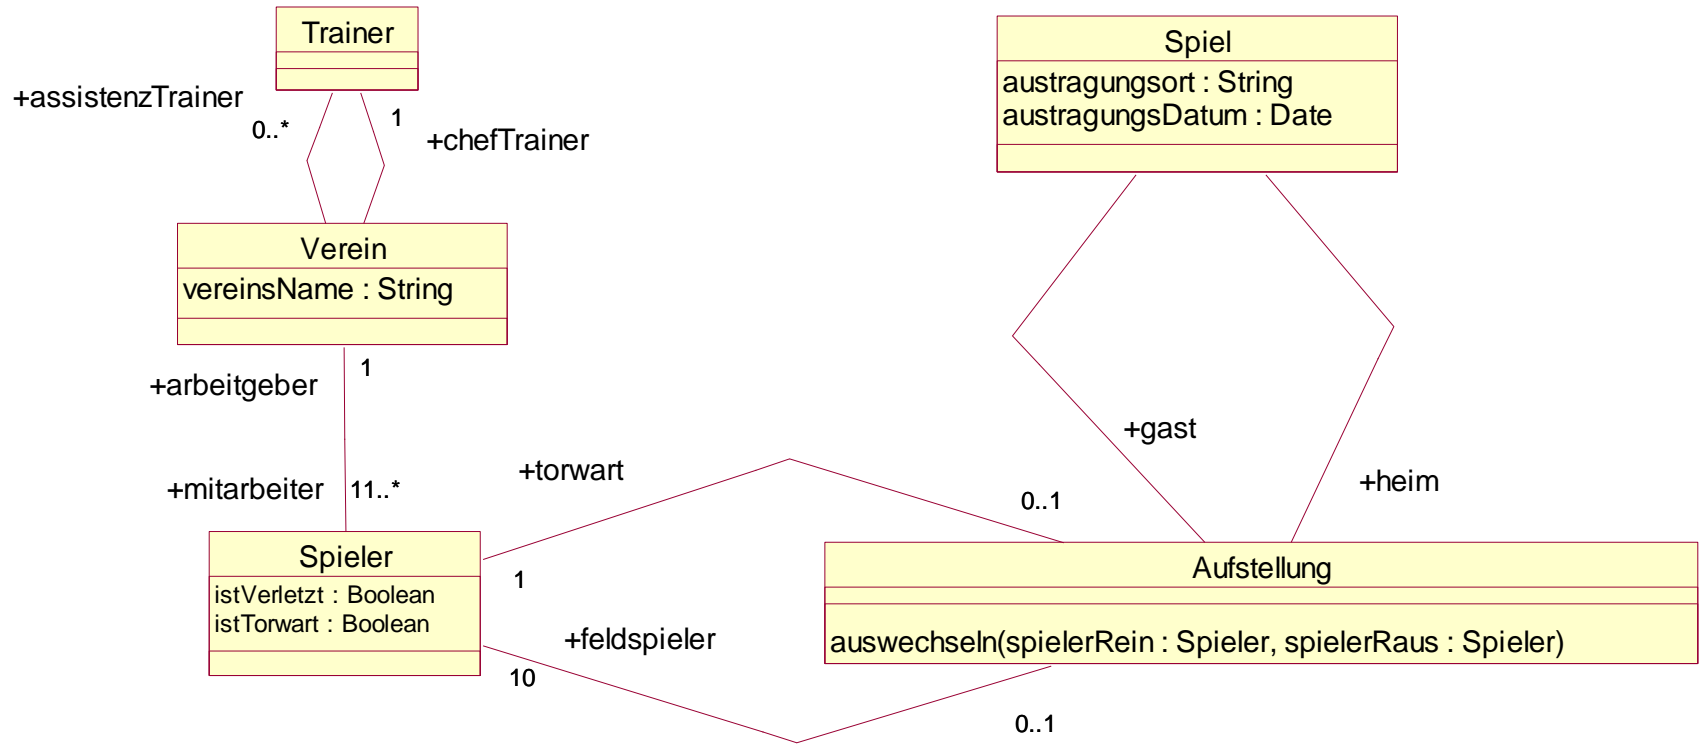 Trainer
+assistenzTrainer
0..*
1
+chefTrainer
Verein
vereinsName : String
1
+arbeitgeber
+mitarbeiter
11..*
Spieler
istVerletzt : Boolean
istTorwart : Boolean
+torwart
1
0..1
+feldspieler
10
0..1
Spiel
austragungsort : String
austragungsDatum : Date
+gast
+heim
Aufstellung
auswechseln(spielerRein : Spieler, spielerRaus : Spieler)